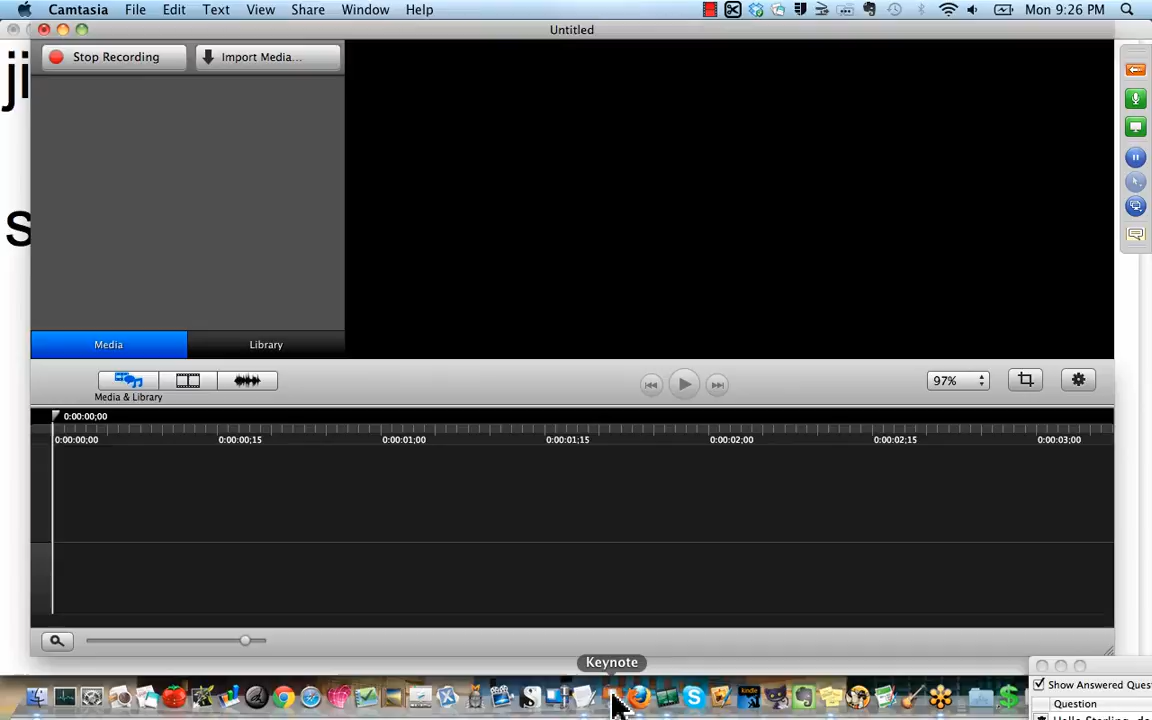 Camtasia File Edit Text View Share Window Help Mon 9:26 PM
Untitled
ji
Stop Recording Import Media...
s
Media Library
Media & Library
97%
0:00:00;00
0:00:00;00 0:00:00;15 0:00:01;00 0:00:01;15 0:00:02;00 0:00:02;15 0:00:03;00
Keynote
Show Answered Ques
Question